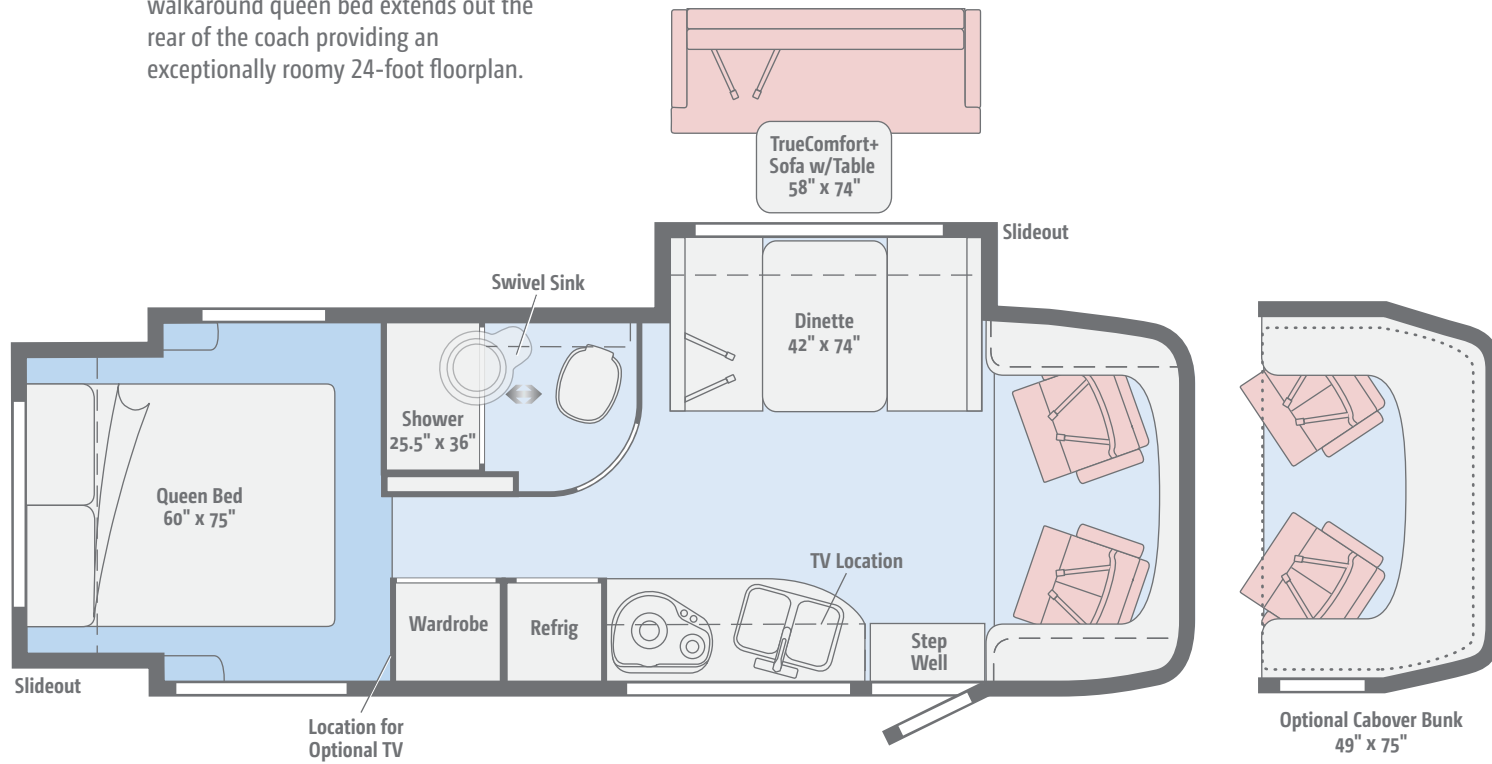 walkaround queen bed extends out the
rear of the coach providing an
exceptionally roomy 24-foot floorplan.
TrueComfort+
Sofa w/Table
58" x 74"
Slideout
Swivel Sink
Dinette
42" x 74"
Shower
25.5" x 36"
Queen Bed
60" x 75"
TV Location
Wardrobe
Refrig
Step
Well
Slideout
Location for
Optional TV
Optional Cabover Bunk
49" x 75"